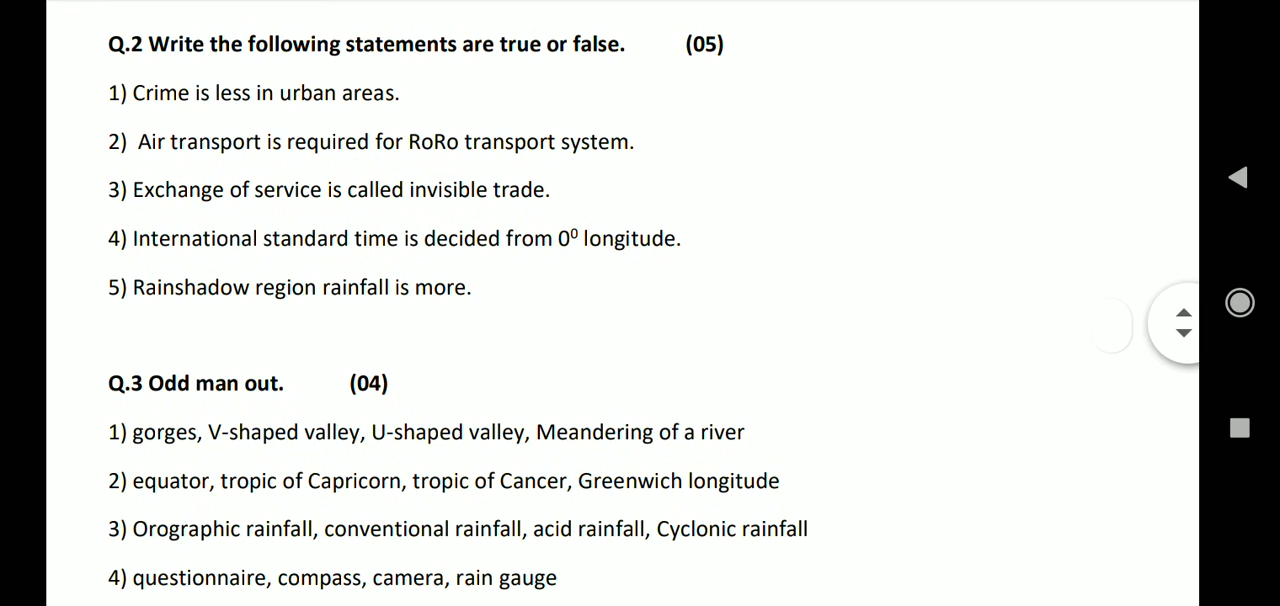 Q.2 Write the following statements are true or false. (05)
1) Crime is less in urban areas.
2) Air transport is required for RoRo transport system.
3) Exchange of service is called invisible trade.
4) International standard time is decided from 0⁰ longitude.
5) Rainshadow region rainfall is more.
Q.3 Odd man out. (04)
1) gorges, V-shaped valley, U-shaped valley, Meandering of a river
2) equator, tropic of Capricorn, tropic of Cancer, Greenwich longitude
3) Orographic rainfall, conventional rainfall, acid rainfall, Cyclonic rainfall
4) questionnaire, compass, camera, rain gauge